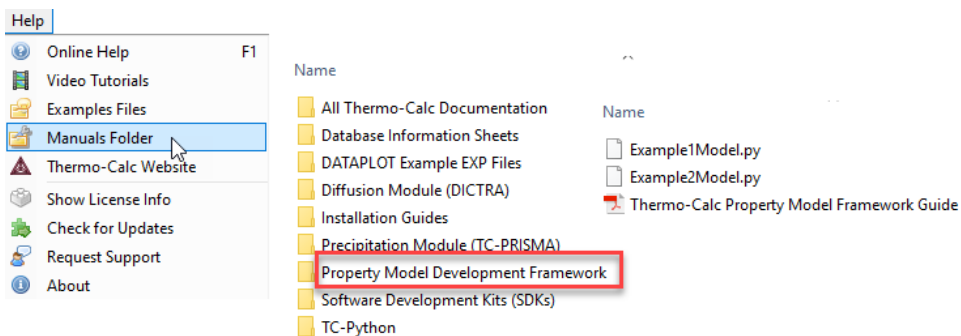 Help
Online Help F1
Video Tutorials
Examples Files
Manuals Folder
Thermo-Calc Website
Show License Info
Check for Updates
Request Support
About
Name
All Thermo-Calc Documentation
Database Information Sheets
DATAPLOT Example EXP Files
Diffusion Module (DICTRA)
Installation Guides
Precipitation Module (TC-PRISMA)
Property Model Development Framework
Software Development Kits (SDKs)
TC-Python
Name
Example1Model.py
Example2Model.py
Thermo-Calc Property Model Framework Guide